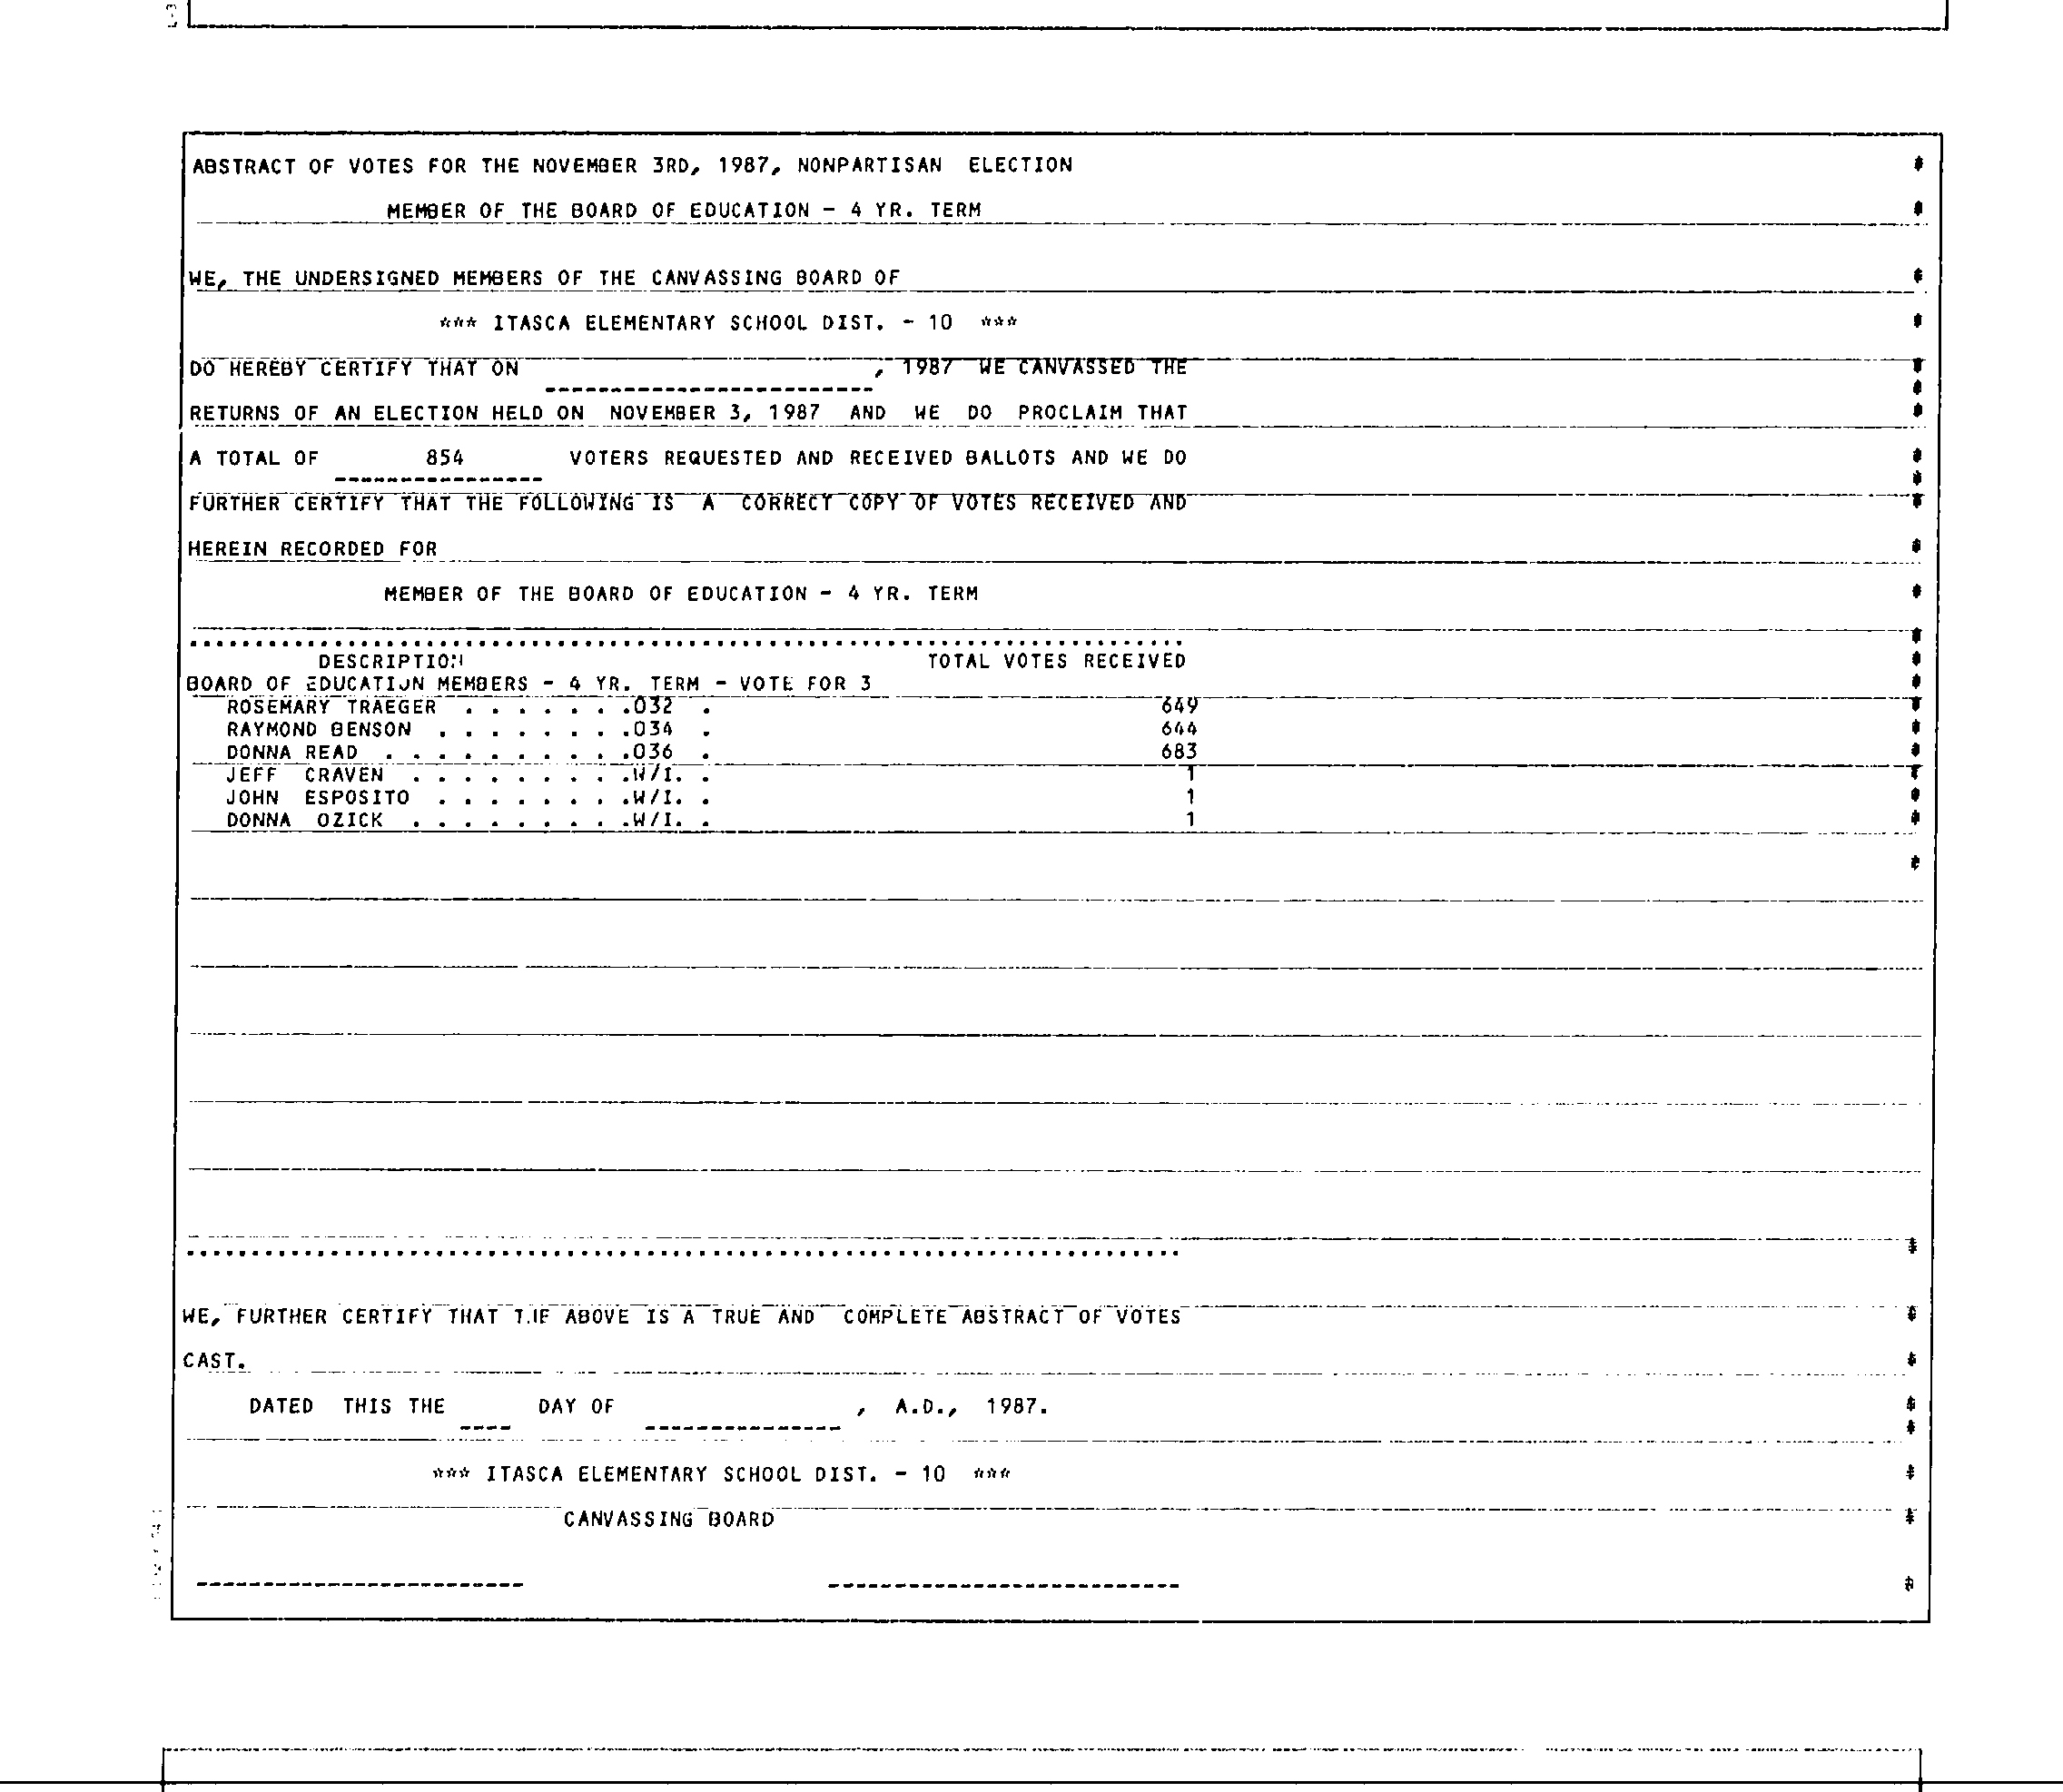 ABSTRACT OF VOTES FOR THE NOVEMBER 3RD, 1987, NONPARTISAN ELECTION
MEMBER OF THE BOARD OF EDUCATION - 4 YR. TERM
WE, THE UNDERSIGNED MEMBERS OF THE CANVASSING BOARD OF
*** ITASCA ELEMENTARY SCHOOL DIST. - 10 ***
DO HEREBY CERTIFY THAT ON ________________________, 1987 WE CANVASSED THE
RETURNS OF AN ELECTION HELD ON NOVEMBER 3, 1987 AND WE DO PROCLAIM THAT
A TOTAL OF 854 VOTERS REQUESTED AND RECEIVED BALLOTS AND WE DO
FURTHER CERTIFY THAT THE FOLLOWING IS A CORRECT COPY OF VOTES RECEIVED AND
HEREIN RECORDED FOR
MEMBER OF THE BOARD OF EDUCATION - 4 YR. TERM
DESCRIPTION TOTAL VOTES RECEIVED
BOARD OF EDUCATION MEMBERS - 4 YR. TERM - VOTE FOR 3
ROSEMARY TRAEGER . . . . . . .032 . 649
RAYMOND BENSON . . . . . . . .034 . 644
DONNA READ . . . . . . . . . .036 . 683
JEFF CRAVEN . . . . . . . . .W/I. . 1
JOHN ESPOSITO . . . . . . . .W/I. . 1
DONNA OZICK . . . . . . . . .W/I. . 1
WE, FURTHER CERTIFY THAT THE ABOVE IS A TRUE AND COMPLETE ABSTRACT OF VOTES
CAST.
DATED THIS THE ____ DAY OF _______________, A.D., 1987.
*** ITASCA ELEMENTARY SCHOOL DIST. - 10 ***
CANVASSING BOARD